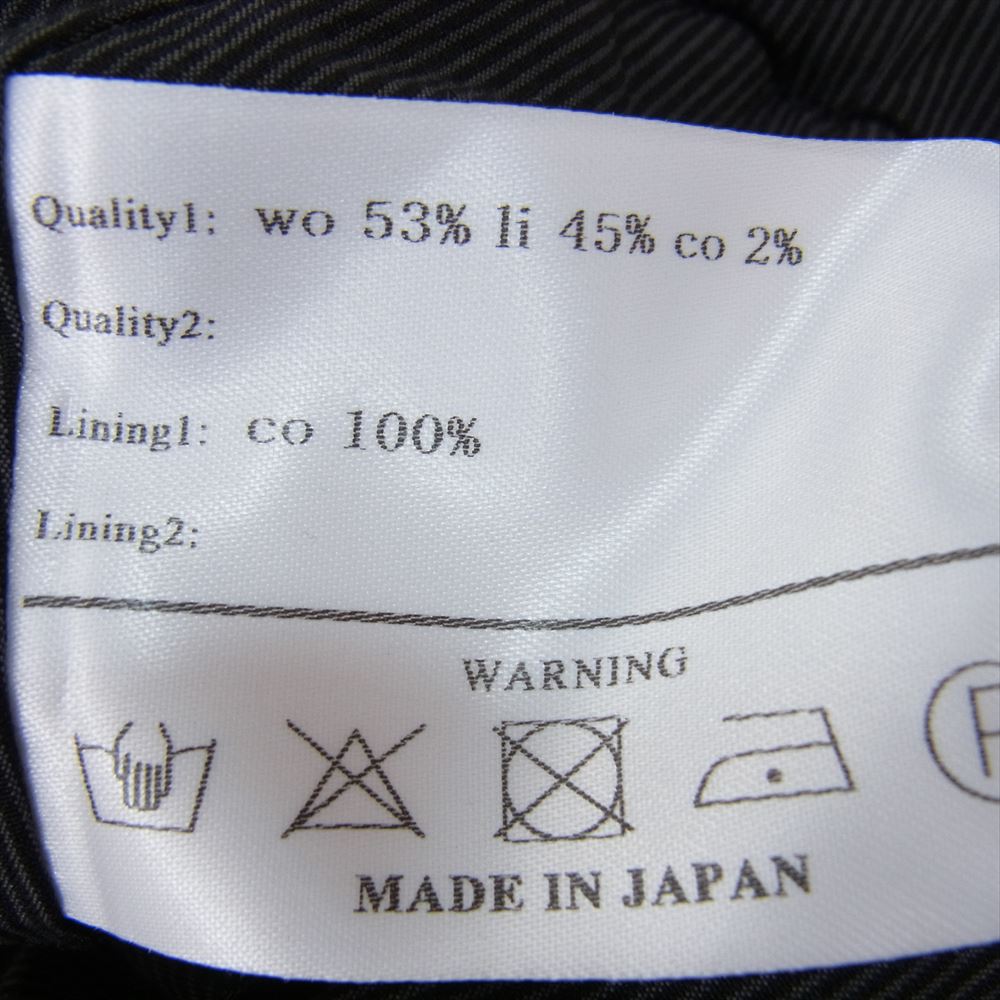 Quality1: wo 53% li 45% co 2%
Quality2:
Lining1: co 100%
Lining2:
WARNING
P
MADE IN JAPAN